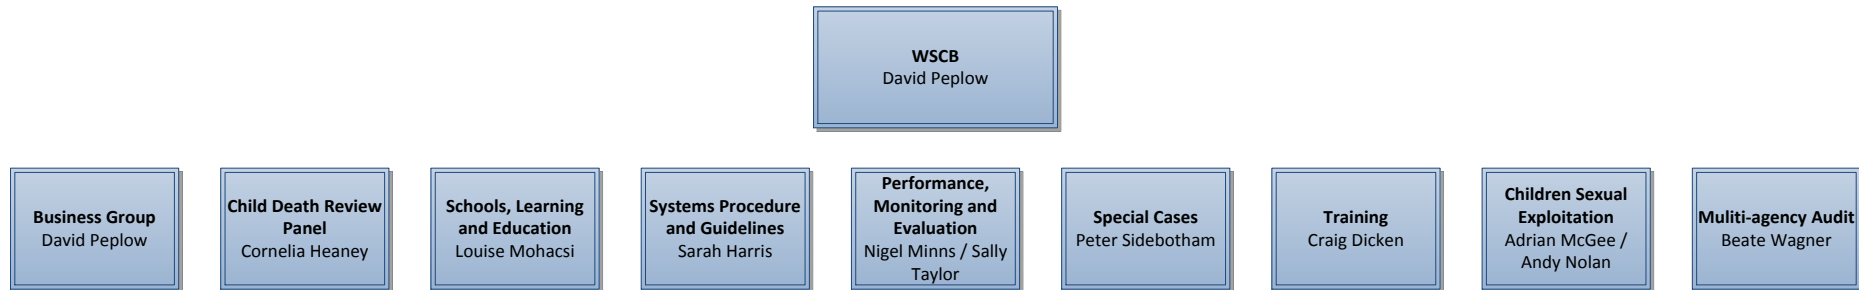 WSCB
David Peplow
Business Group
David Peplow
Child Death Review
Panel
Cornelia Heaney
Schools, Learning
and Education
Louise Mohacsi
Systems Procedure
and Guidelines
Sarah Harris
Performance,
Monitoring and
Evaluation
Nigel Minns / Sally
Taylor
Special Cases
Peter Sidebotham
Training
Craig Dicken
Children Sexual
Exploitation
Adrian McGee /
Andy Nolan
Muliti-agency Audit
Beate Wagner